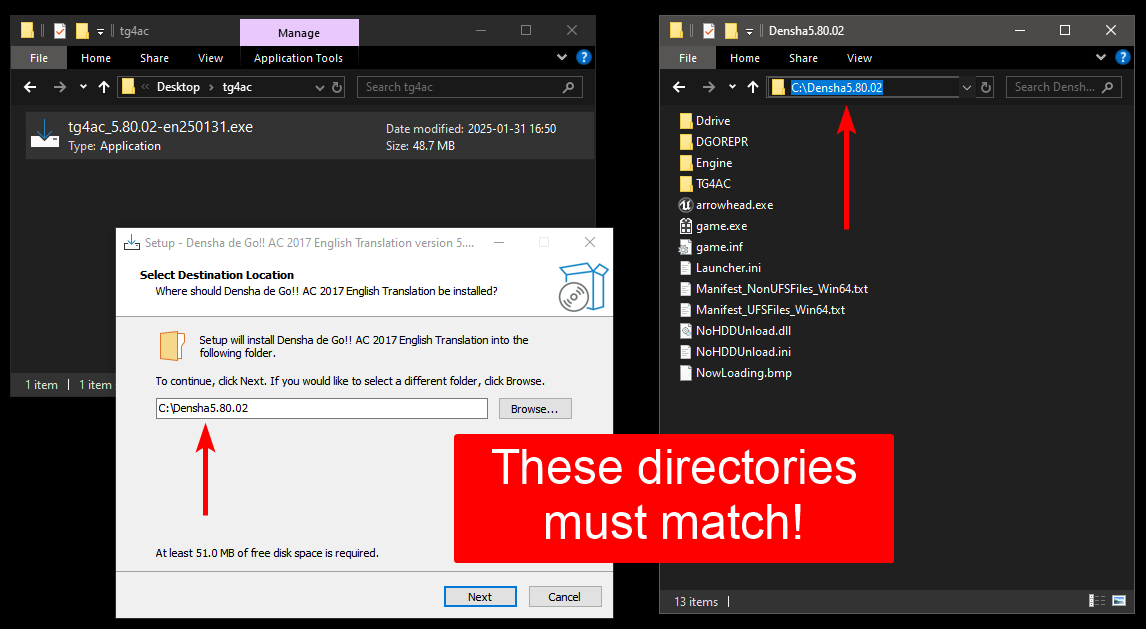 tg4ac
Manage
File
Home
Share
View
Application Tools
?
Desktop
tg4ac
Search tg4ac
tg4ac_5.80.02-en250131.exe
Type: Application
Date modified: 2025-01-31 16:50
Size: 48.7 MB
1 item
1 item
Setup - Densha de Go!! AC 2017 English Translation version 5....
Select Destination Location
Where should Densha de Go!! AC 2017 English Translation be installed?
Setup will install Densha de Go!! AC 2017 English Translation into the
following folder.
To continue, click Next. If you would like to select a different folder, click Browse.
C:\Densha5.80.02
Browse...
At least 51.0 MB of free disk space is required.
Next
Cancel
Densha5.80.02
File
Home
Share
View
?
C:\Densha5.80.02
Search Densh...
Ddrive
DGOREPR
Engine
TG4AC
arrowhead.exe
game.exe
game.inf
Launcher.ini
Manifest_NonUFSFiles_Win64.txt
Manifest_UFSFiles_Win64.txt
NoHDDUnload.dll
NoHDDUnload.ini
NowLoading.bmp
13 items
These directories
must match!